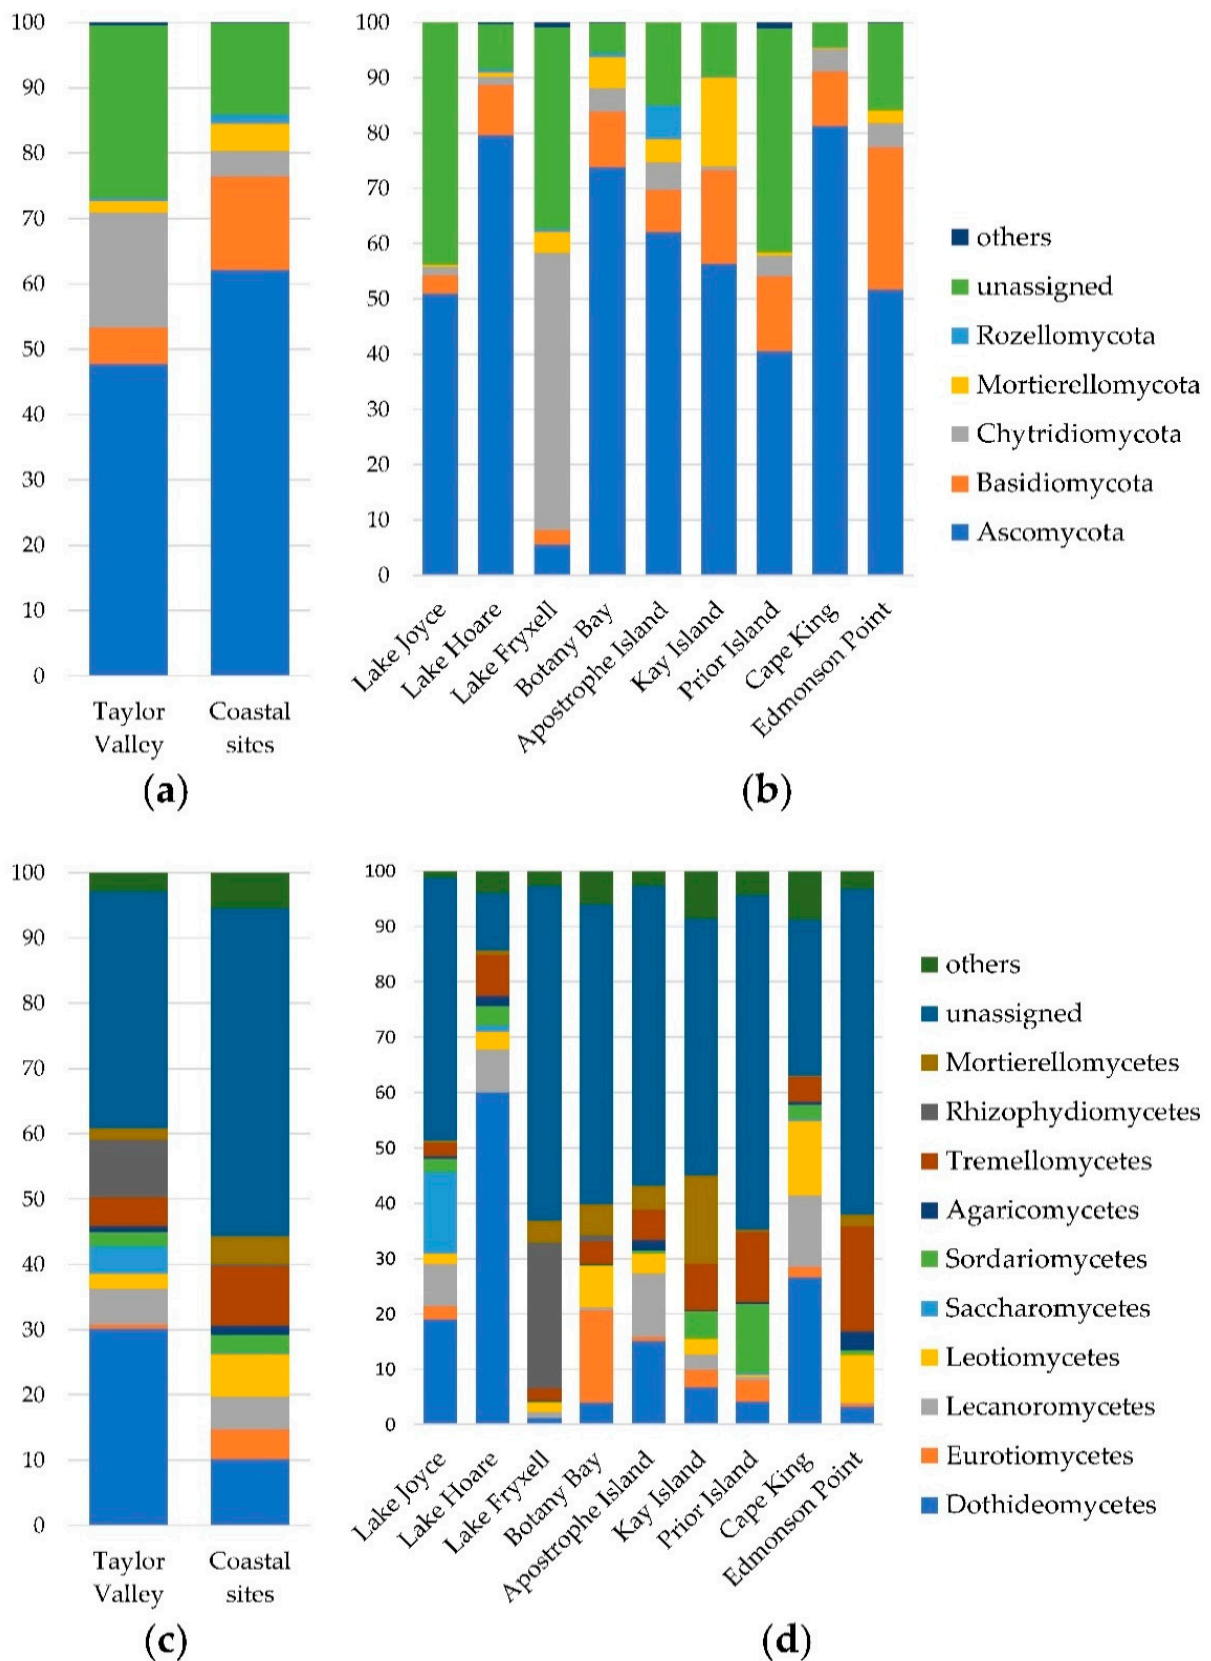 100
90
80
70
60
50
40
30
20
10
0
Taylor
Valley
Coastal
sites
(a)
100
90
80
70
60
50
40
30
20
10
0
Lake Joyce
Lake Hoare
Lake Fryxell
Botany Bay
Apostrophe Island
Kay Island
Prior Island
Cape King
Edmonson Point
(b)
others
unassigned
Rozellomycota
Mortierellomycota
Chytridiomycota
Basidiomycota
Ascomycota
100
90
80
70
60
50
40
30
20
10
0
Taylor
Valley
Coastal
sites
(c)
100
90
80
70
60
50
40
30
20
10
0
Lake Joyce
Lake Hoare
Lake Fryxell
Botany Bay
Apostrophe Island
Kay Island
Prior Island
Cape King
Edmonson Point
(d)
others
unassigned
Mortierellomycetes
Rhizophydiomycetes
Tremellomycetes
Agaricomycetes
Sordariomycetes
Saccharomycetes
Leotiomycetes
Lecanoromycetes
Eurotiomycetes
Dothideomycetes